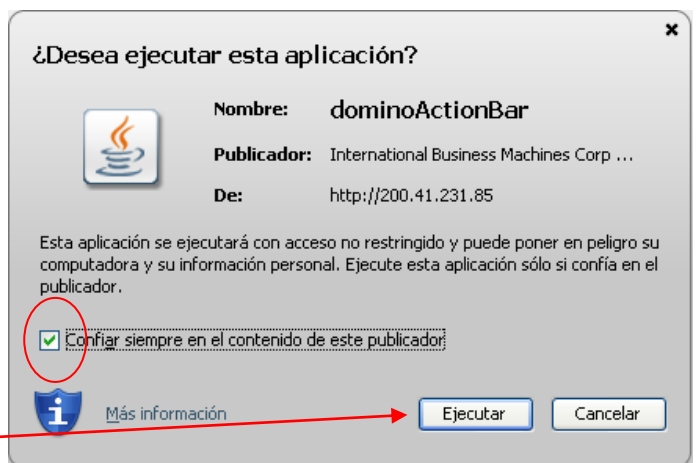 ¿Desea ejecutar esta aplicación?
Nombre: dominoActionBar
Publicador: International Business Machines Corp ...
De: http://200.41.231.85
Esta aplicación se ejecutará con acceso no restringido y puede poner en peligro su
computadora y su información personal. Ejecute esta aplicación sólo si confía en el
publicador.
Confiar siempre en el contenido de este publicador
Más información Ejecutar Cancelar